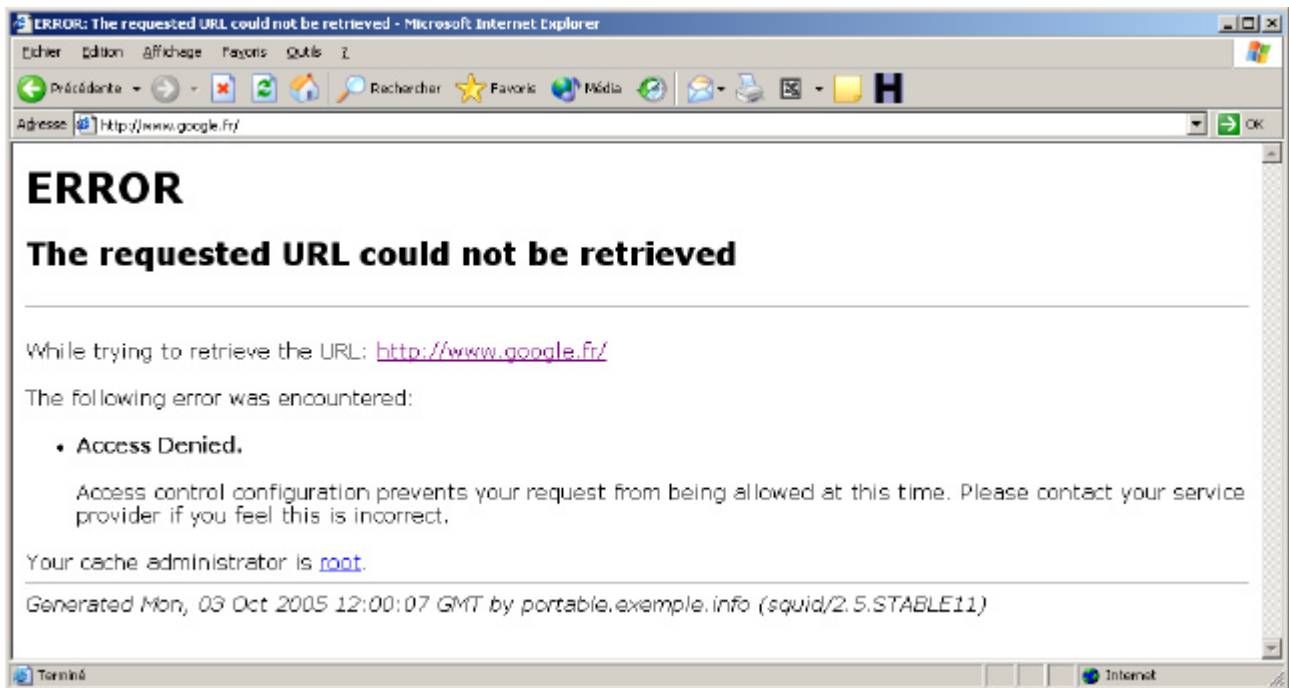 ERROR: The requested URL could not be retrieved - Microsoft Internet Explorer
Fichier Edition Affichage Favoris Outils ?
Précédente Rechercher Favoris Média
Adresse http://www.google.fr/ OK
ERROR
The requested URL could not be retrieved
While trying to retrieve the URL: http://www.google.fr/
The following error was encountered:
• Access Denied.
Access control configuration prevents your request from being allowed at this time. Please contact your service
provider if you feel this is incorrect.
Your cache administrator is root.
Generated Mon, 03 Oct 2005 12:00:07 GMT by portable.exemple.info (squid/2.5.STABLE11)
Terminé Internet